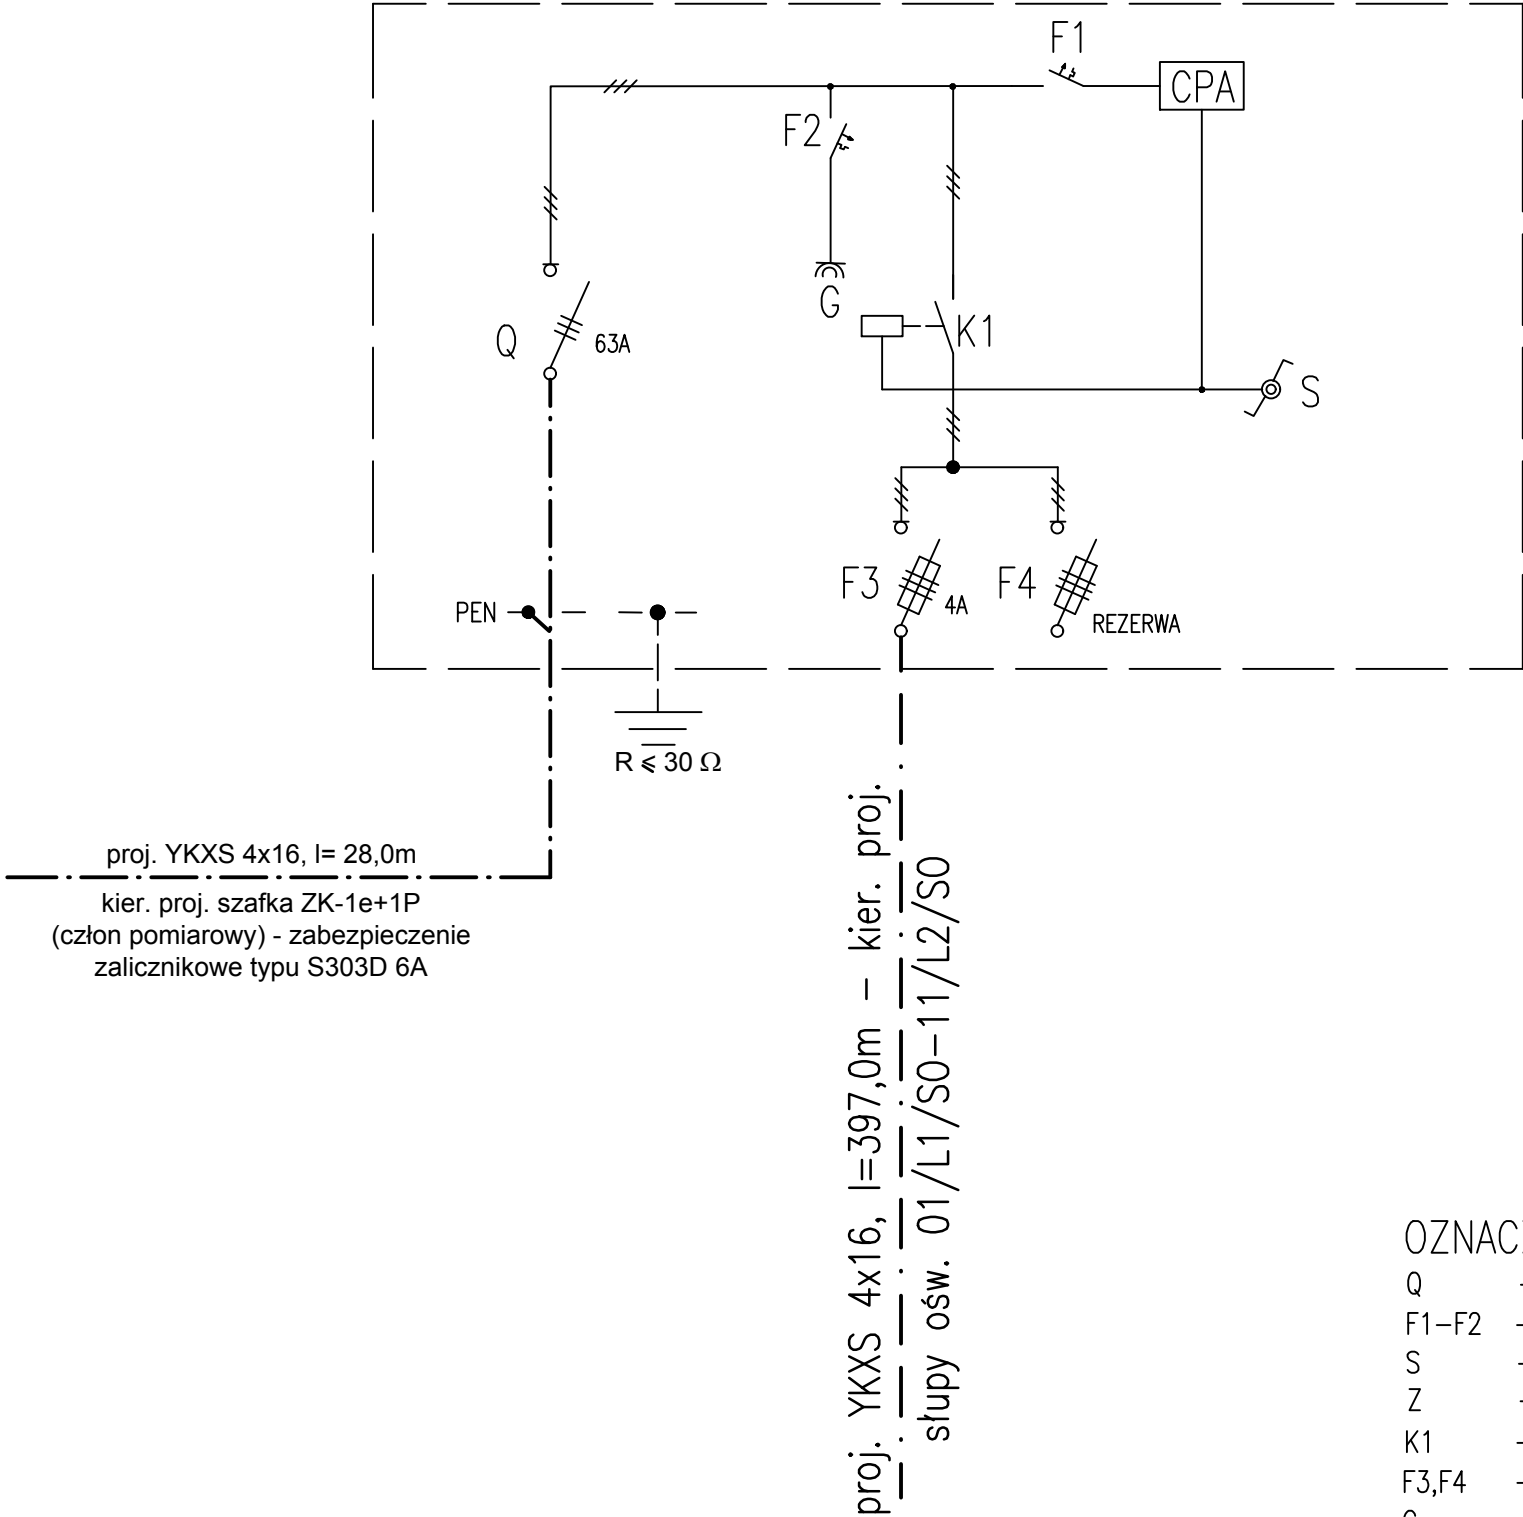 F1
CPA
F2
G
Q
63A
K1
S
F3
4A
F4
REZERWA
PEN
R ⩽ 30 Ω
proj. YKXS 4x16, l= 28,0m
kier. proj. szafka ZK-1e+1P
(człon pomiarowy) - zabezpieczenie
zalicznikowe typu S303D 6A
proj. YKXS 4x16, l=397,0m – kier. proj.
słupy ośw. 01/L1/SO–11/L2/SO
OZNAC
Q -
F1–F2 -
S -
Z -
K1 -
F3,F4 -